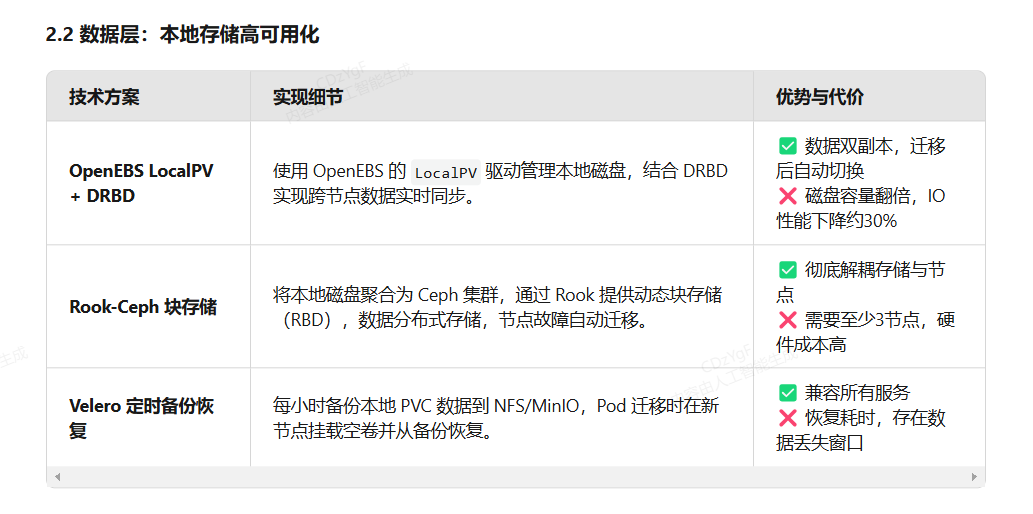 2.2 数据层：本地存储高可用化
技术方案
实现细节
优势与代价
OpenEBS LocalPV
+ DRBD
使用 OpenEBS 的 LocalPV 驱动管理本地磁盘，结合 DRBD
实现跨节点数据实时同步。
✅ 数据双副本，迁移
后自动切换
❌ 磁盘容量翻倍，IO
性能下降约30%
Rook-Ceph 块存储
将本地磁盘聚合为 Ceph 集群，通过 Rook 提供动态块存储
（RBD），数据分布式存储，节点故障自动迁移。
✅ 彻底解耦存储与节
点
❌ 需要至少3节点，硬
件成本高
Velero 定时备份恢
复
每小时备份本地 PVC 数据到 NFS/MinIO，Pod 迁移时在新
节点挂载空卷并从备份恢复。
✅ 兼容所有服务
❌ 恢复耗时，存在数
据丢失窗口
CDzYgF
CDzYgF